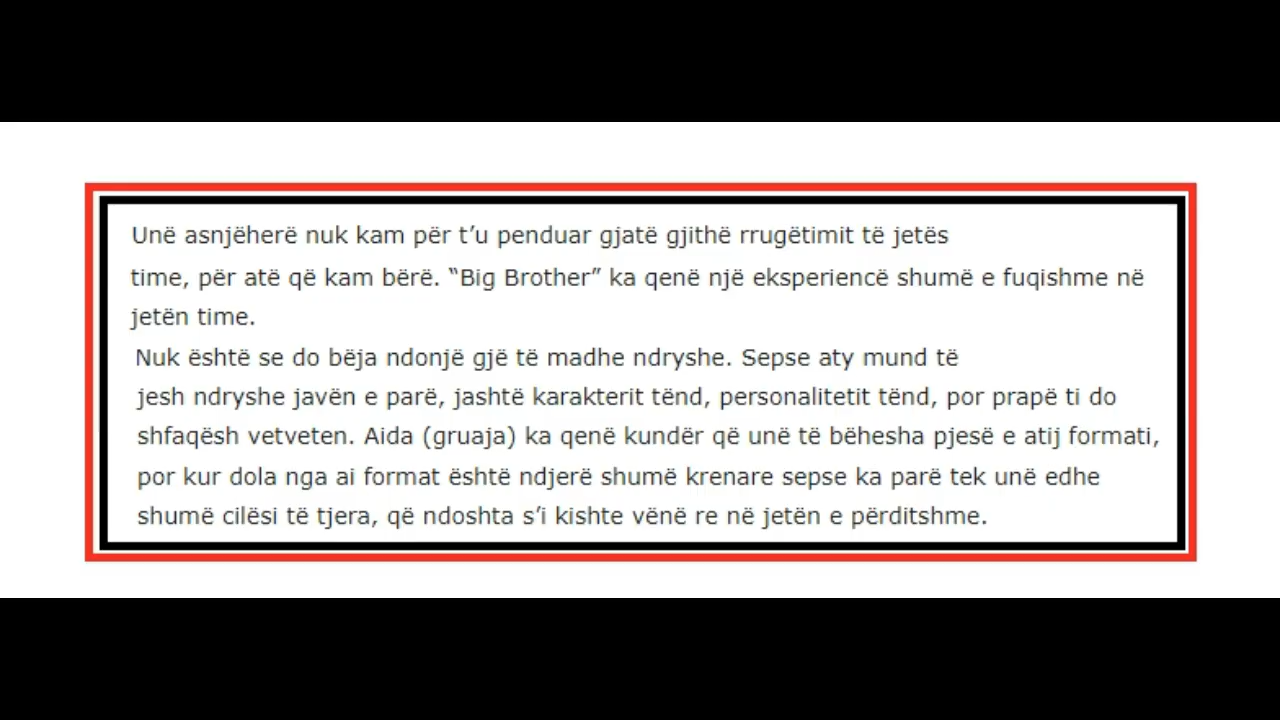 Unë asnjëherë nuk kam për t’u penduar gjatë gjithë rrugëtimit të jetës
time, për atë që kam bërë. “Big Brother” ka qenë një eksperiencë shumë e fuqishme në
jetën time.
Nuk është se do bëja ndonjë gjë të madhe ndryshe. Sepse aty mund të
jesh ndryshe javën e parë, jashtë karakterit tënd, personalitetit tënd, por prapë ti do
shfaqësh vetveten. Aida (gruaja) ka qenë kundër që unë të bëhesha pjesë e atij formati,
por kur dola nga ai format është ndjerë shumë krenare sepse ka parë tek unë edhe
shumë cilësi të tjera, që ndoshta s’i kishte vënë re në jetën e përditshme.